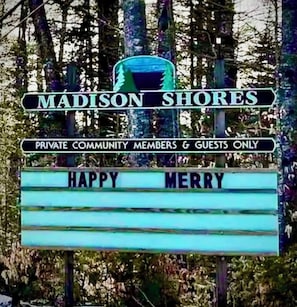 MADISON SHORES
PRIVATE COMMUNITY MEMBERS & GUESTS ONLY
HAPPY MERRY